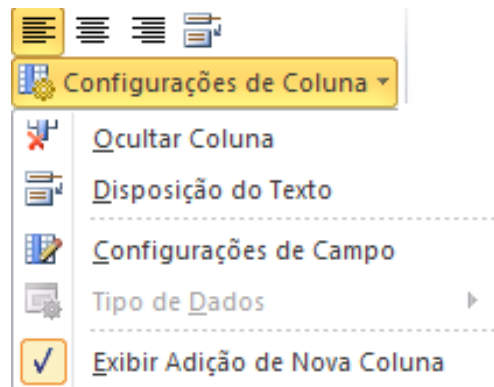 Configurações de Coluna
Ocultar Coluna
Disposição do Texto
Configurações de Campo
Tipo de Dados
Exibir Adição de Nova Coluna